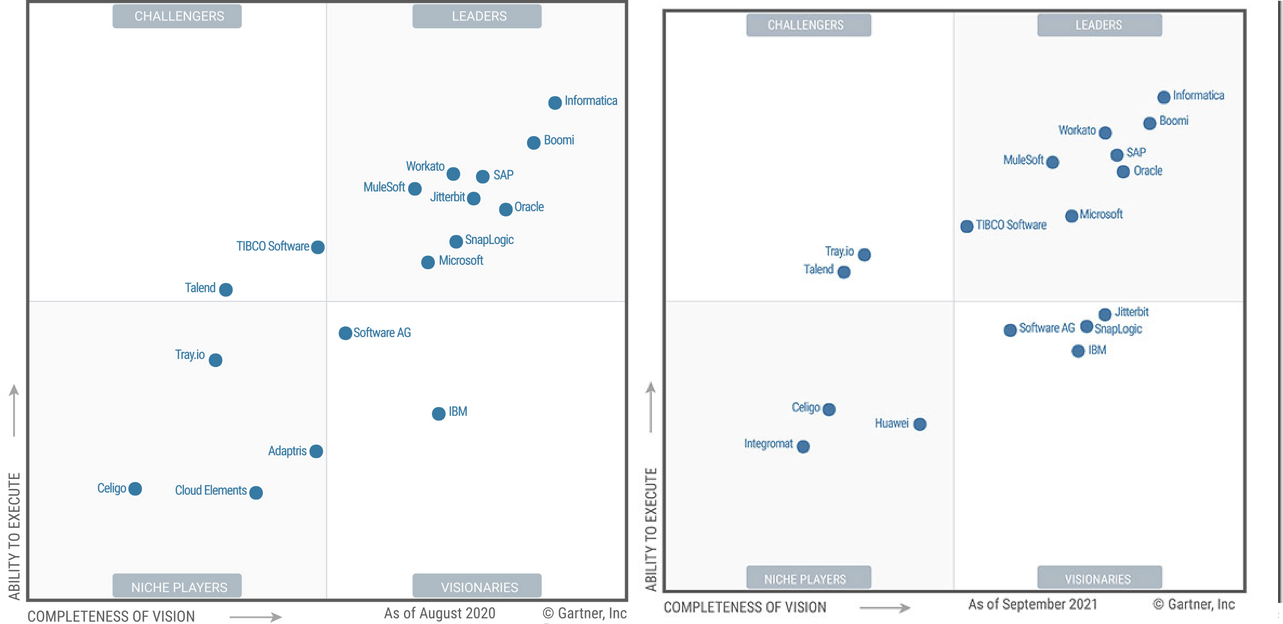 CHALLENGERS
LEADERS
Informatica
Boomi
Workato
SAP
MuleSoft
Jitterbit
Oracle
SnapLogic
TIBCO Software
Microsoft
Talend
Software AG
Tray.io
IBM
Adaptris
Celigo
Cloud Elements
NICHE PLAYERS
VISIONARIES
ABILITY TO EXECUTE
COMPLETENESS OF VISION
As of August 2020
© Gartner, Inc
CHALLENGERS
LEADERS
Informatica
Boomi
Workato
SAP
MuleSoft
Oracle
Microsoft
TIBCO Software
Tray.io
Talend
Jitterbit
Software AG
SnapLogic
IBM
Celigo
Huawei
Integromat
NICHE PLAYERS
VISIONARIES
ABILITY TO EXECUTE
COMPLETENESS OF VISION
As of September 2021
© Gartner, Inc